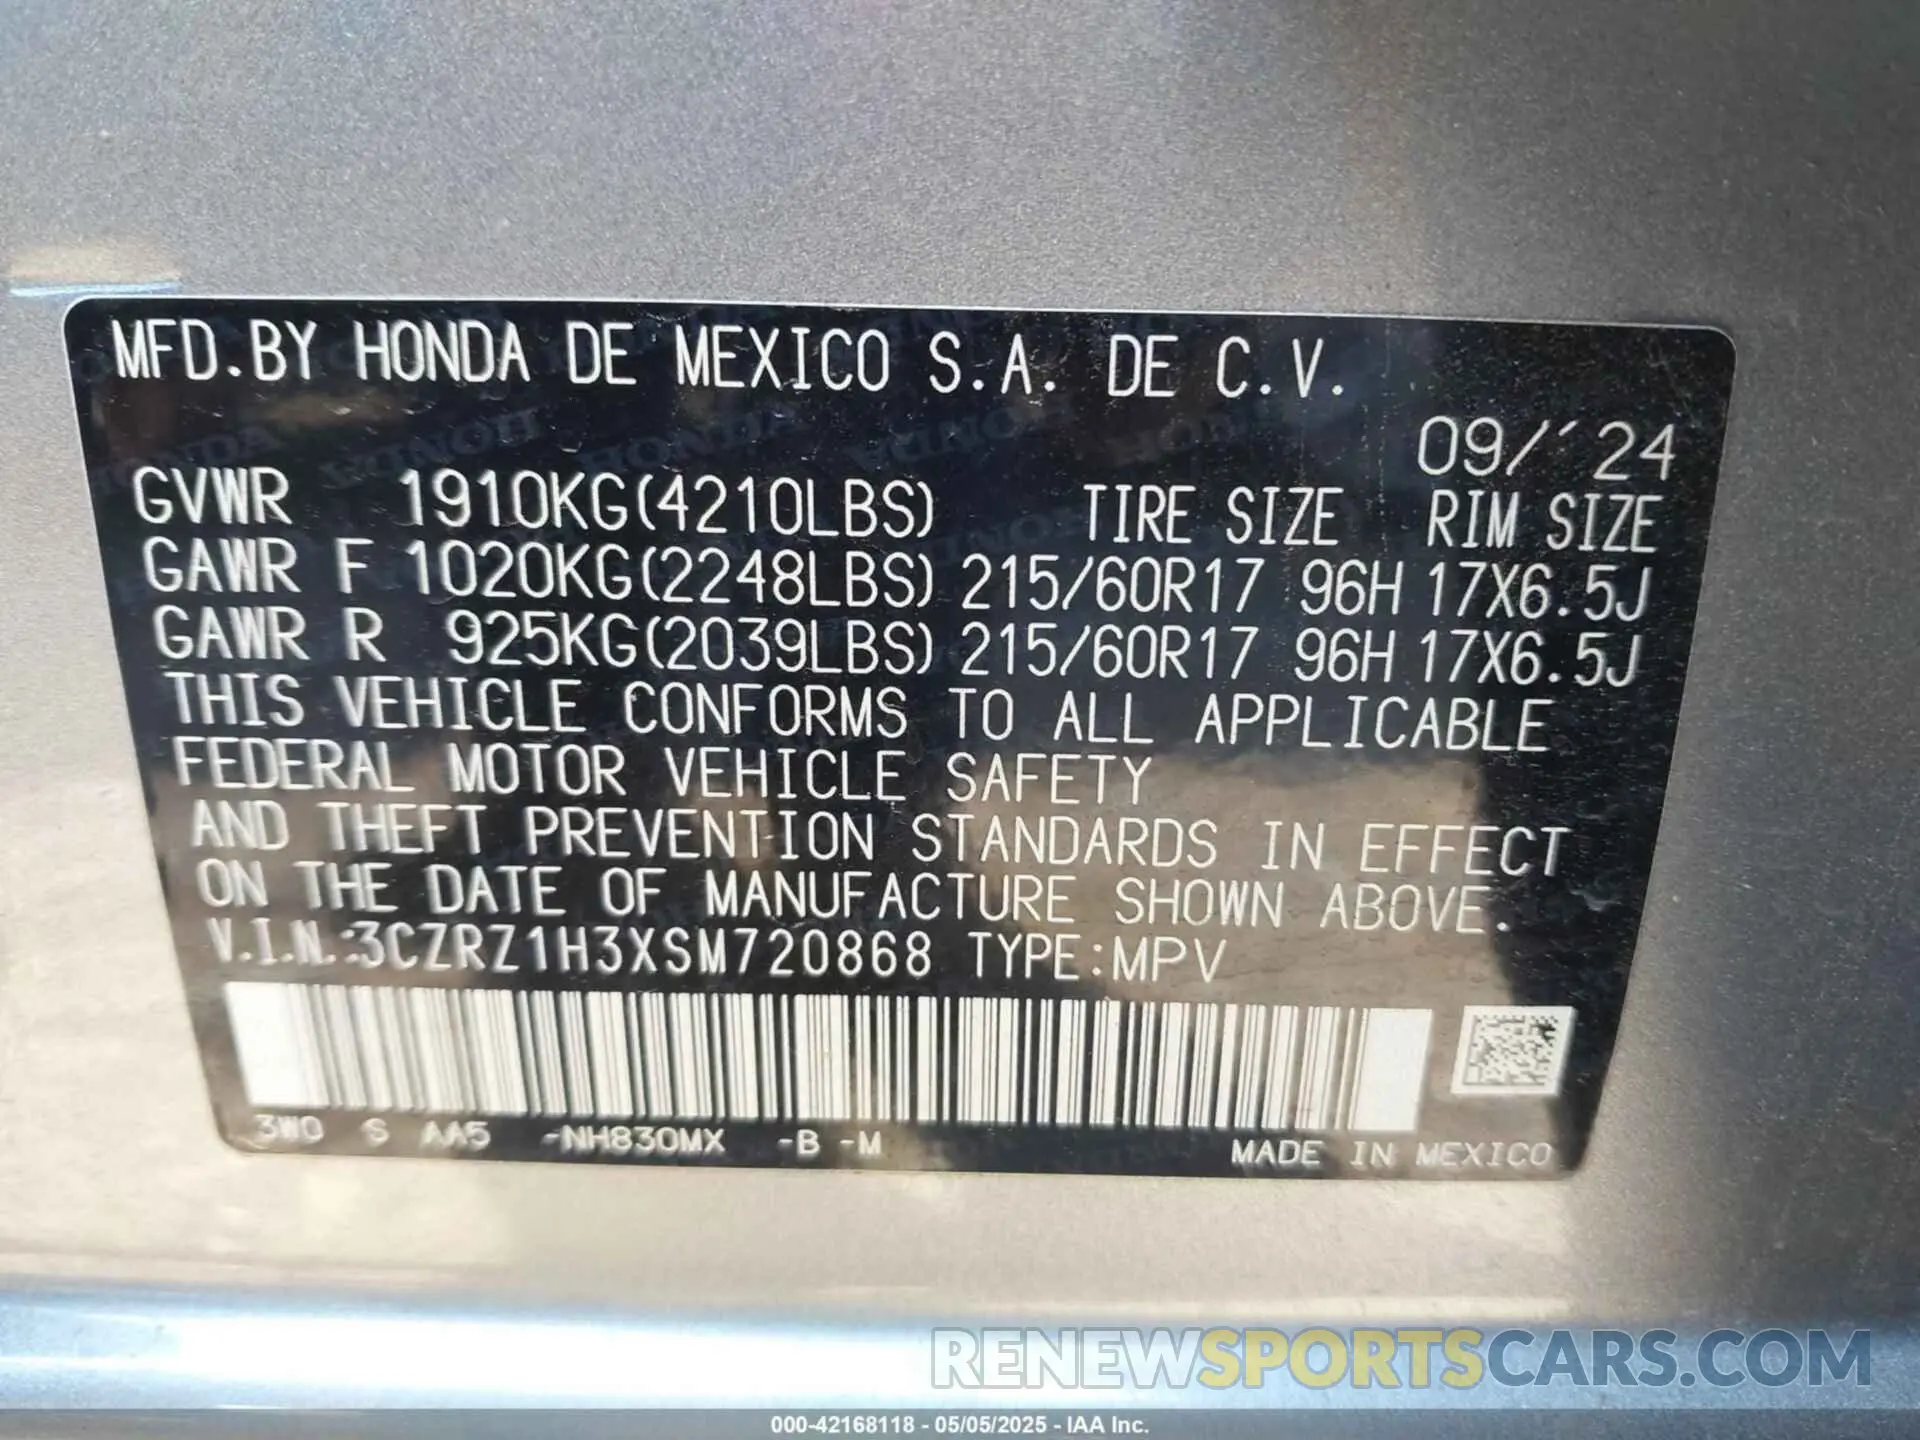 MFD.BY HONDA DE MEXICO S.A. DE C.V.
09/´24
GVWR 1910KG(4210LBS) TIRE SIZE RIM SIZE
GAWR F 1020KG(2248LBS) 215/60R17 96H 17X6.5J
GAWR R 925KG(2039LBS) 215/60R17 96H 17X6.5J
THIS VEHICLE CONFORMS TO ALL APPLICABLE
FEDERAL MOTOR VEHICLE SAFETY
AND THEFT PREVENTION STANDARDS IN EFFECT
ON THE DATE OF MANUFACTURE SHOWN ABOVE.
V.I.N.:3CZRZ1H3XSM720868 TYPE:MPV
3W0 S AA5 -NH830MX -B -M
MADE IN MEXICO
RENEWSPORTSCARS.COM
000-42168118 - 05/05/2025 - IAA Inc.